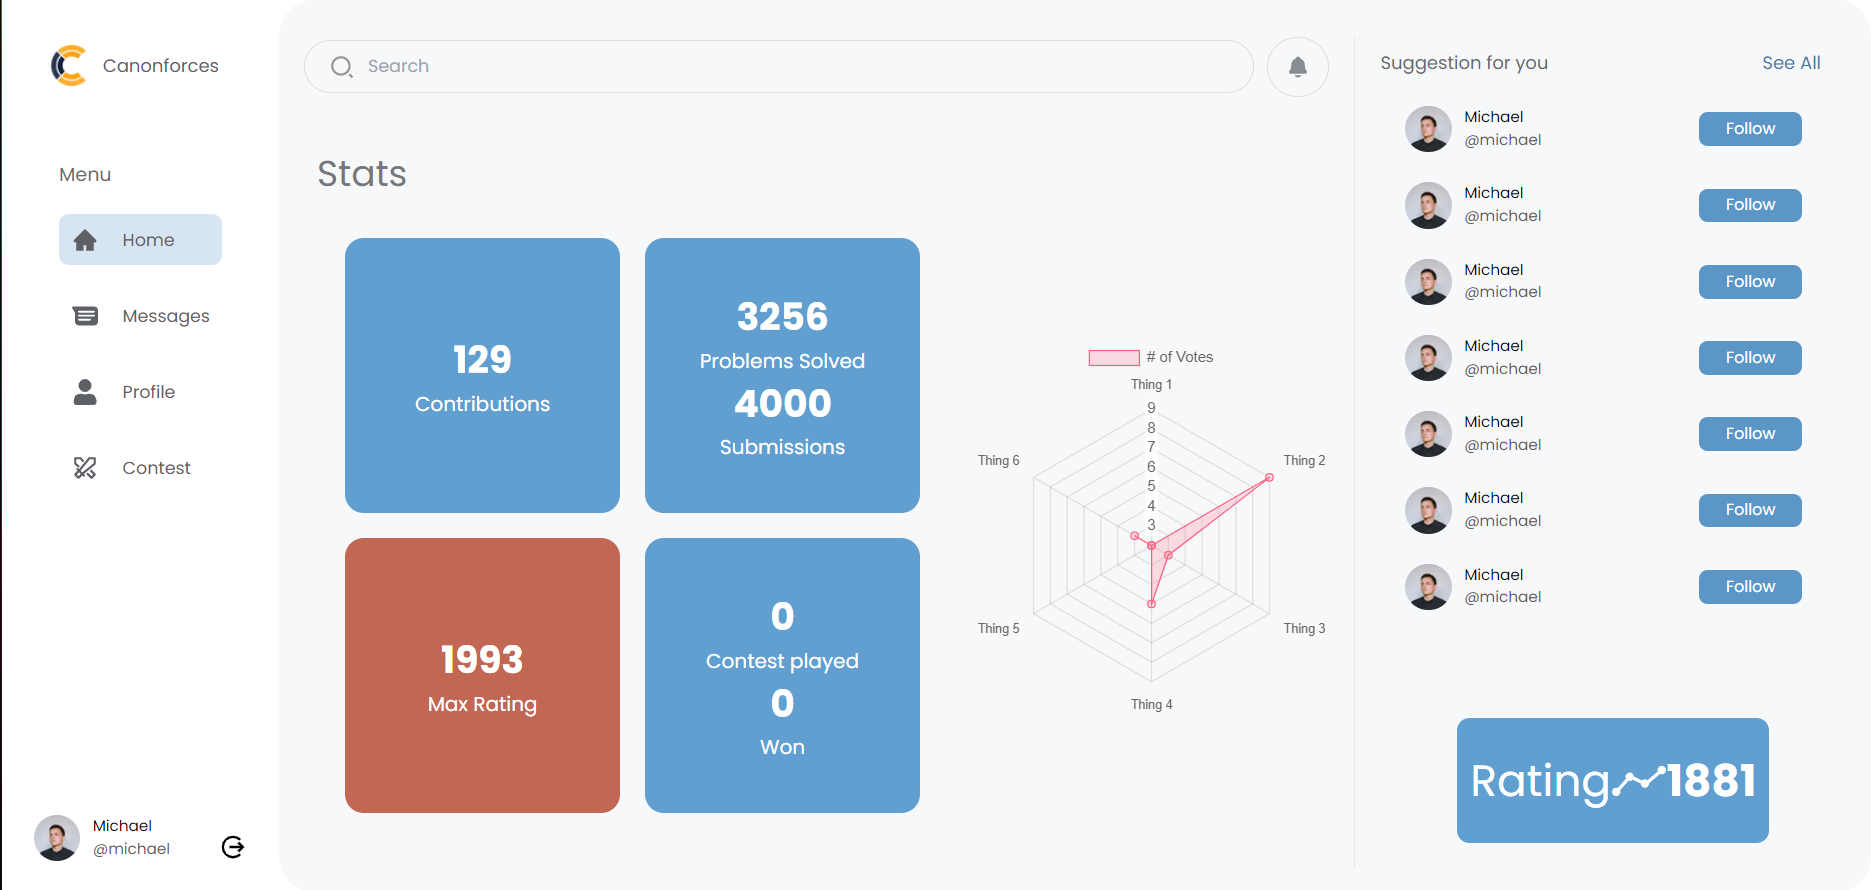 Canonforces
Menu
Home
Messages
Profile
Contest
Michael
@michael
Search
Stats
129
Contributions
3256
Problems Solved
4000
Submissions
1993
Max Rating
0
Contest played
0
Won
# of Votes
Thing 1
9
8
7
6
5
4
3
Thing 2
Thing 3
Thing 4
Thing 5
Thing 6
Suggestion for you See All
Michael
@michael
Follow
Michael
@michael
Follow
Michael
@michael
Follow
Michael
@michael
Follow
Michael
@michael
Follow
Michael
@michael
Follow
Michael
@michael
Follow
Rating 1881